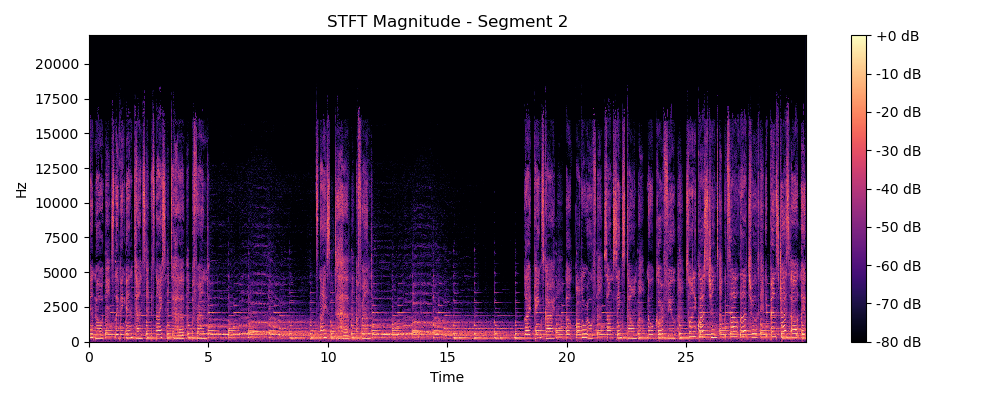 STFT Magnitude - Segment 2
Hz
20000
17500
15000
12500
10000
7500
5000
2500
0
0 5 10 15 20 25
Time
+0 dB
-10 dB
-20 dB
-30 dB
-40 dB
-50 dB
-60 dB
-70 dB
-80 dB